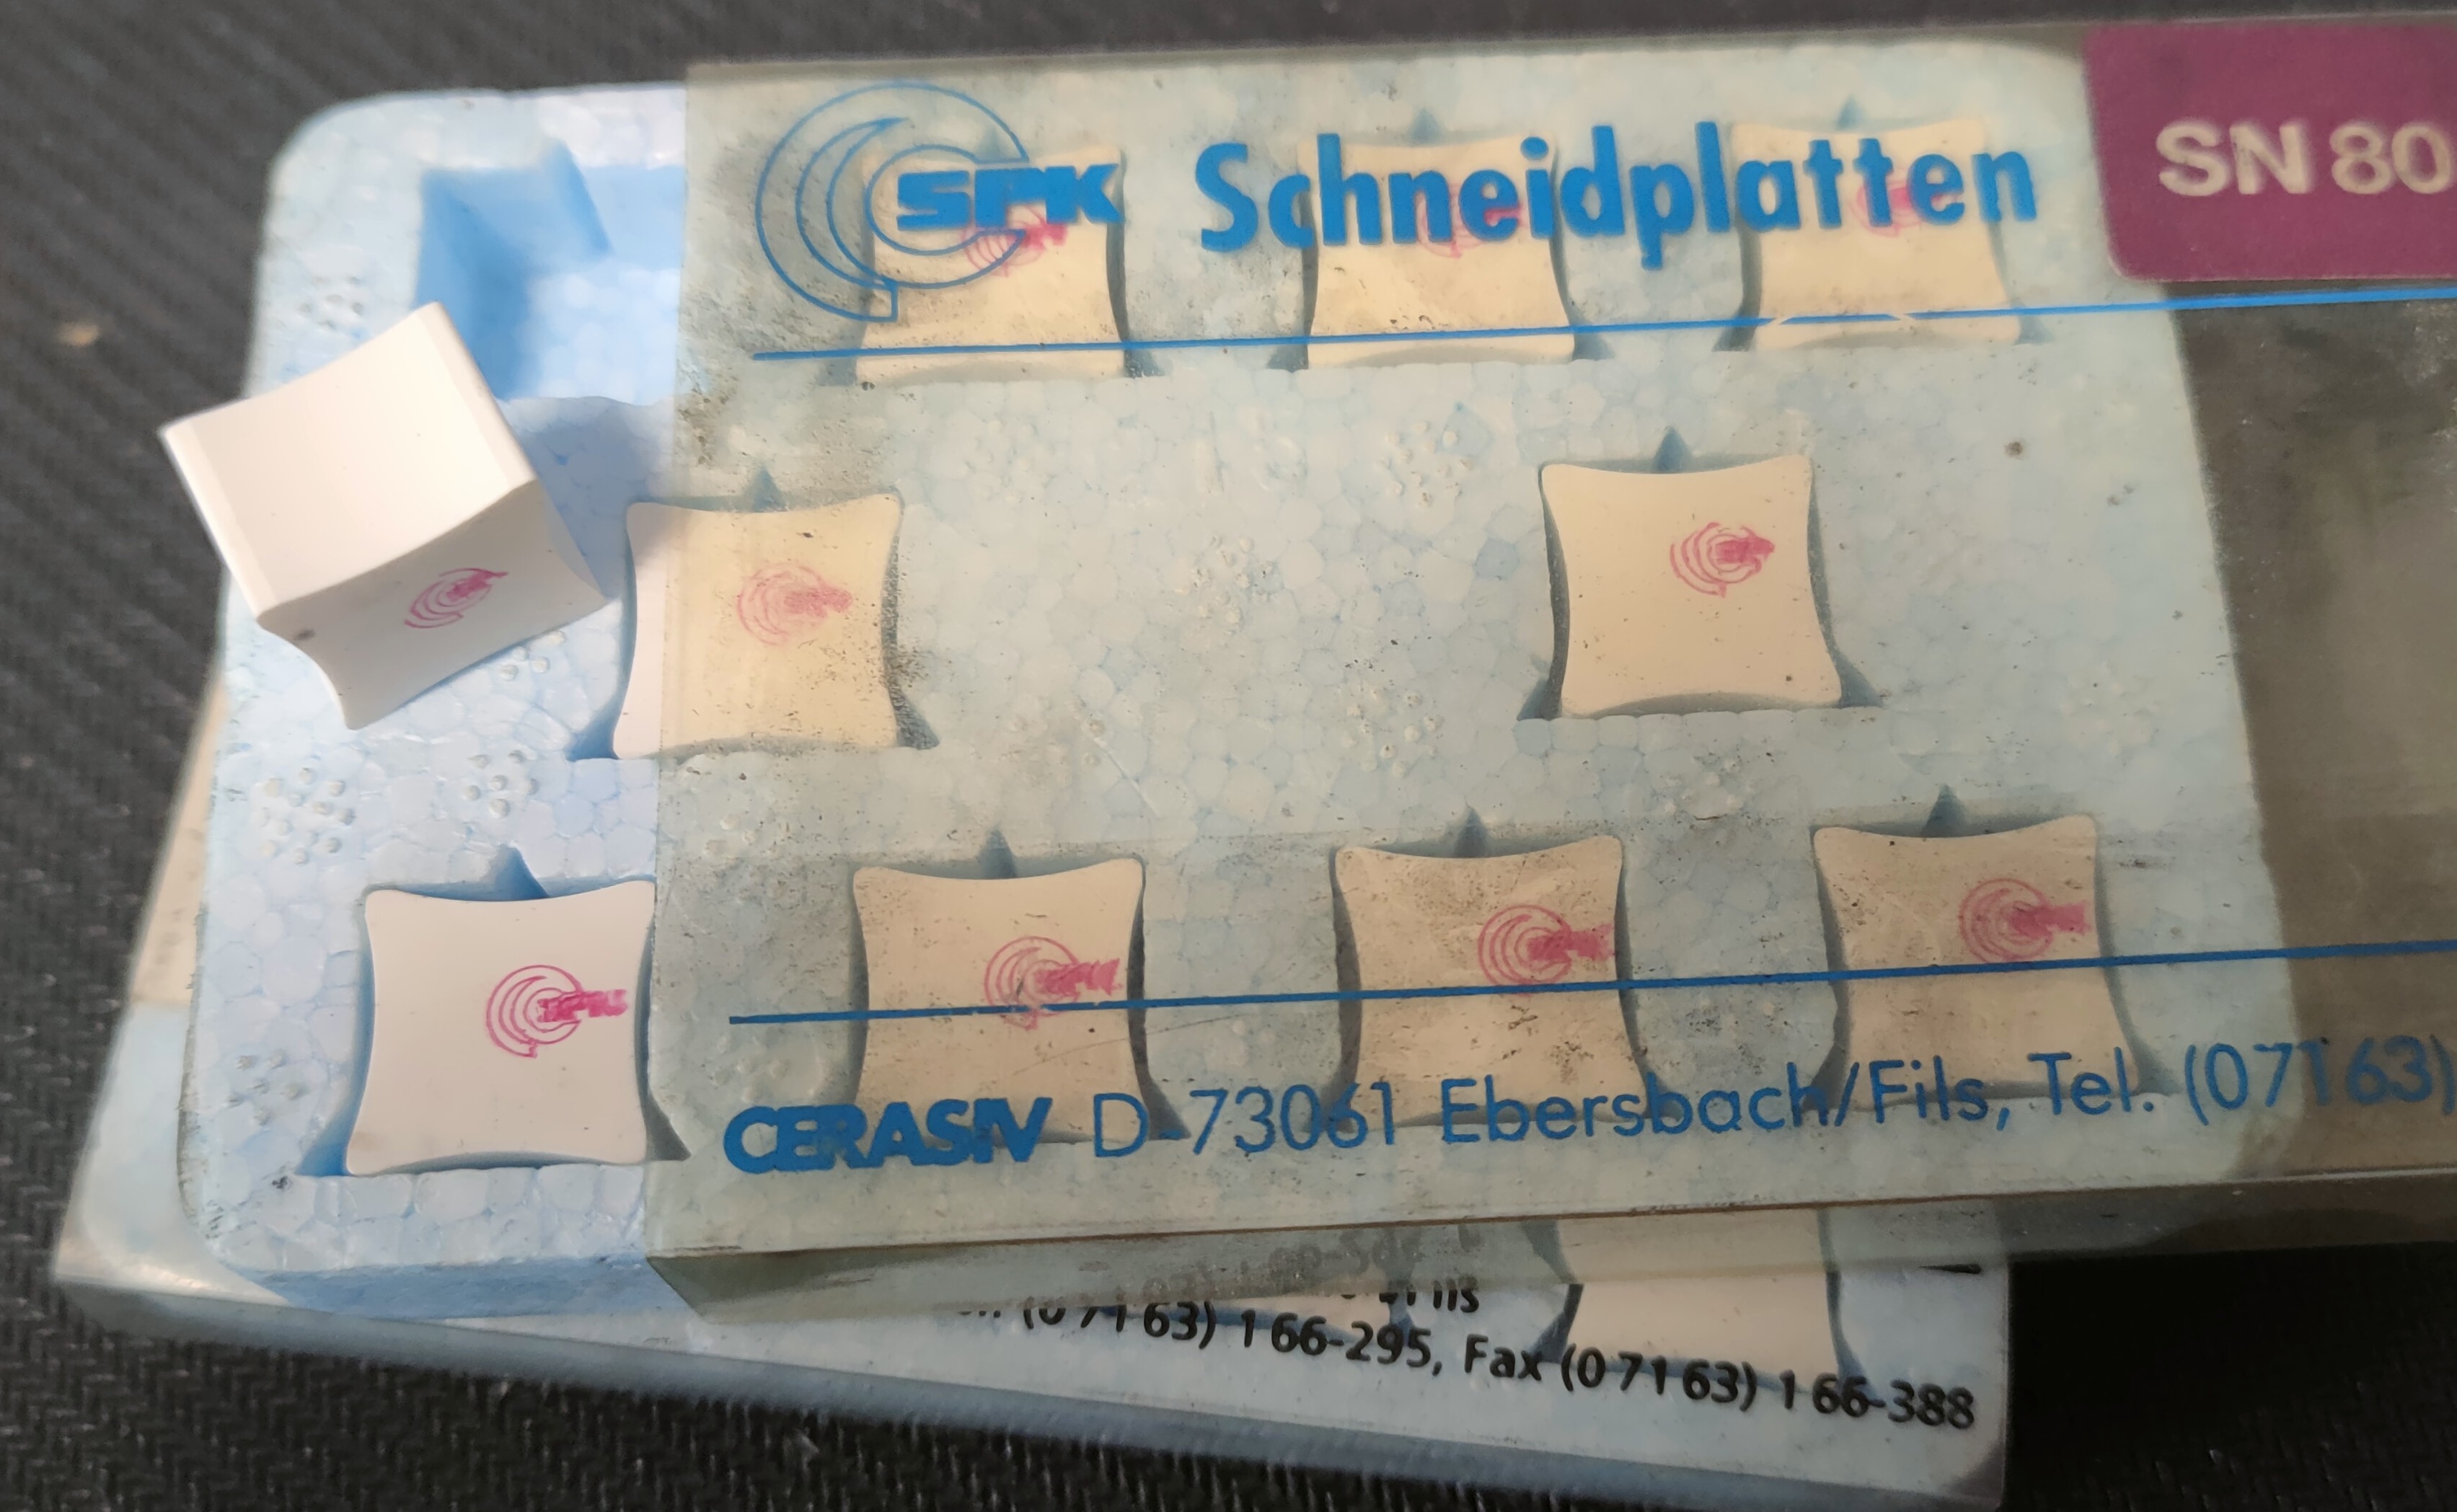 SPK Schneidplatten SN 80
CERASIV D-73061 Ebersbach/Fils, Tel. (07163)
(07163) 166-295, Fax (07163) 166-388